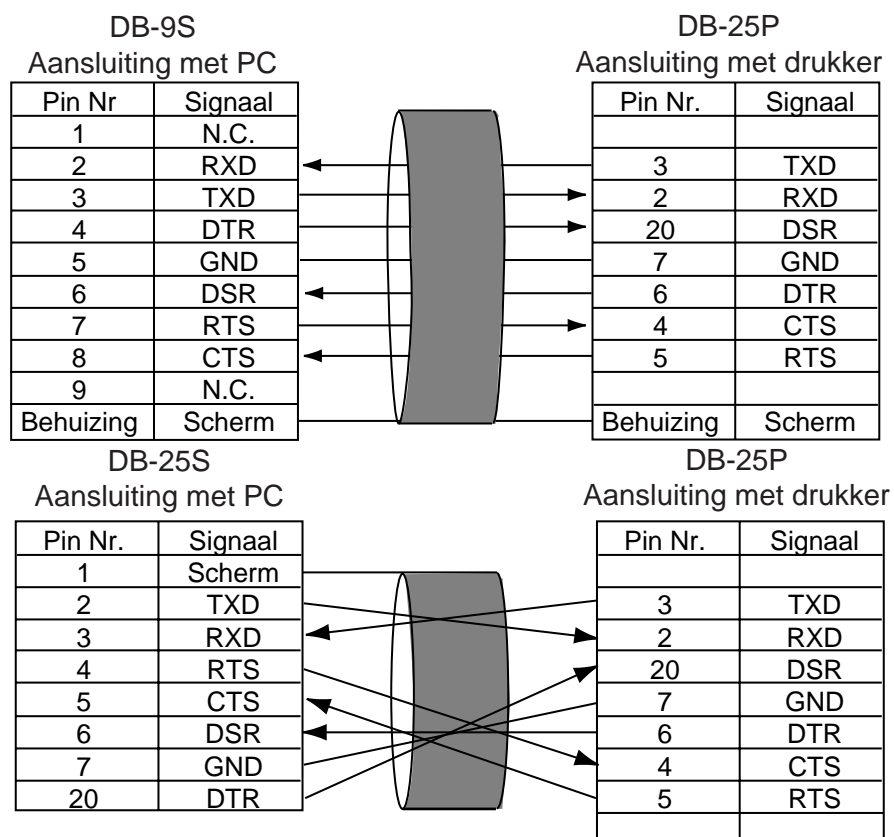 DB-9S DB-25P
Aansluiting met PC Aansluiting met drukker
Pin Nr Signaal Pin Nr. Signaal
1 N.C.
2 RXD 3 TXD
3 TXD 2 RXD
4 DTR 20 DSR
5 GND 7 GND
6 DSR 6 DTR
7 RTS 4 CTS
8 CTS 5 RTS
9 N.C.
Behuizing Scherm Behuizing Scherm
DB-25S DB-25P
Aansluiting met PC Aansluiting met drukker
Pin Nr. Signaal Pin Nr. Signaal
1 Scherm
2 TXD 3 TXD
3 RXD 2 RXD
4 RTS 20 DSR
5 CTS 7 GND
6 DSR 6 DTR
7 GND 4 CTS
20 DTR 5 RTS